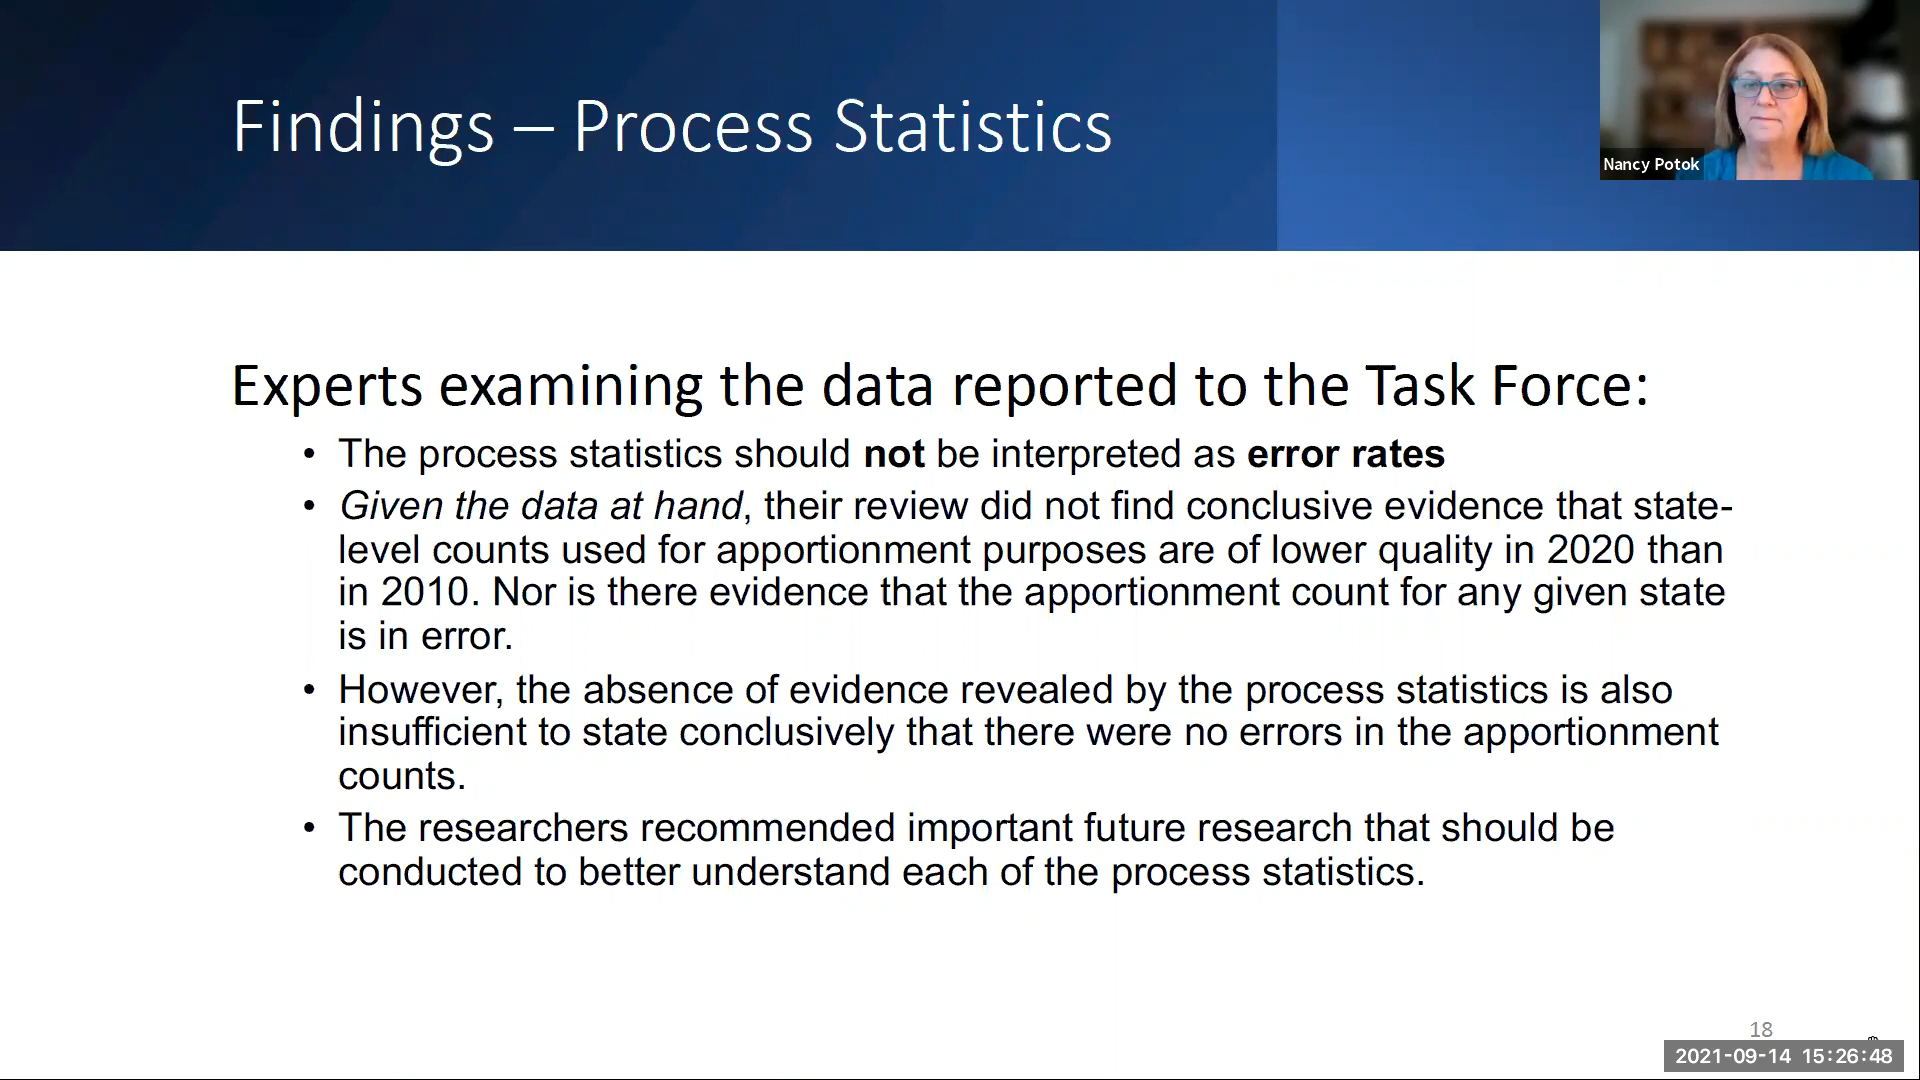 Findings – Process Statistics
Nancy Potok
Experts examining the data reported to the Task Force:
• The process statistics should not be interpreted as error rates
• Given the data at hand, their review did not find conclusive evidence that state-
level counts used for apportionment purposes are of lower quality in 2020 than
in 2010. Nor is there evidence that the apportionment count for any given state
is in error.
• However, the absence of evidence revealed by the process statistics is also
insufficient to state conclusively that there were no errors in the apportionment
counts.
• The researchers recommended important future research that should be
conducted to better understand each of the process statistics.
18
2021-09-14 15:26:48